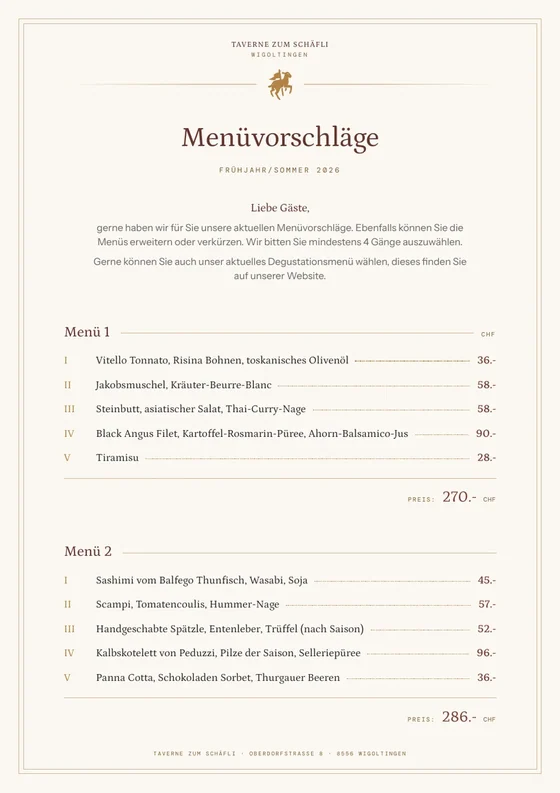 TAVERNE ZUM SCHÄFLI
WIGOLTINGEN
Menüvorschläge
FRÜHJAHR/SOMMER 2026
Liebe Gäste,
gerne haben wir für Sie unsere aktuellen Menüvorschläge. Ebenfalls können Sie die
Menüs erweitern oder verkürzen. Wir bitten Sie mindestens 4 Gänge auszuwählen.
Gerne können Sie auch unser aktuelles Degustationsmenü wählen, dieses finden Sie
auf unserer Website.
Menü 1 CHF
I Vitello Tonnato, Risina Bohnen, toskanisches Olivenöl 36.-
II Jakobsmuschel, Kräuter-Beurre-Blanc 58.-
III Steinbutt, asiatischer Salat, Thai-Curry-Nage 58.-
IV Black Angus Filet, Kartoffel-Rosmarin-Püree, Ahorn-Balsamico-Jus 90.-
V Tiramisu 28.-
PREIS: 270.- CHF
Menü 2
I Sashimi vom Balfego Thunfisch, Wasabi, Soja 45.-
II Scampi, Tomatencoulis, Hummer-Nage 57.-
III Handgeschabte Spätzle, Entenleber, Trüffel (nach Saison) 52.-
IV Kalbskotelett von Peduzzi, Pilze der Saison, Selleriepüree 96.-
V Panna Cotta, Schokoladen Sorbet, Thurgauer Beeren 36.-
PREIS: 286.- CHF
TAVERNE ZUM SCHÄFLI · OBERDORFSTRASSE 8 · 8556 WIGOLTINGEN